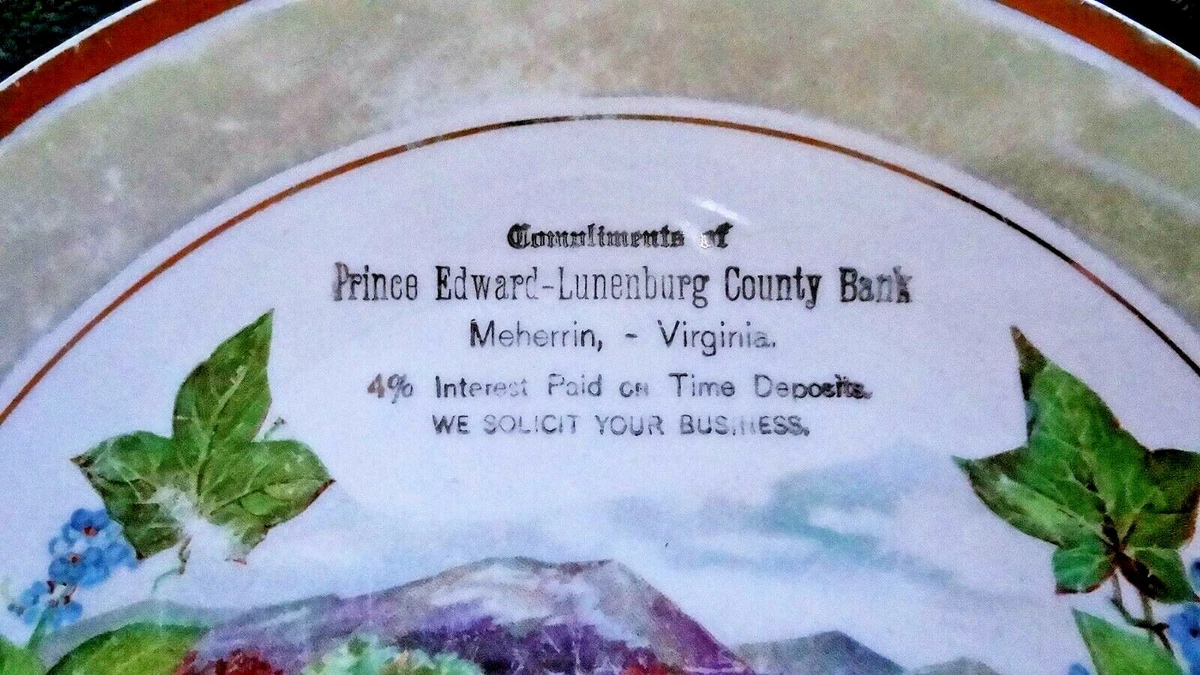 Compliments of
Prince Edward-Lunenburg County Bank
Meherrin, - Virginia.
4% Interest Paid on Time Deposits.
WE SOLICIT YOUR BUSINESS.